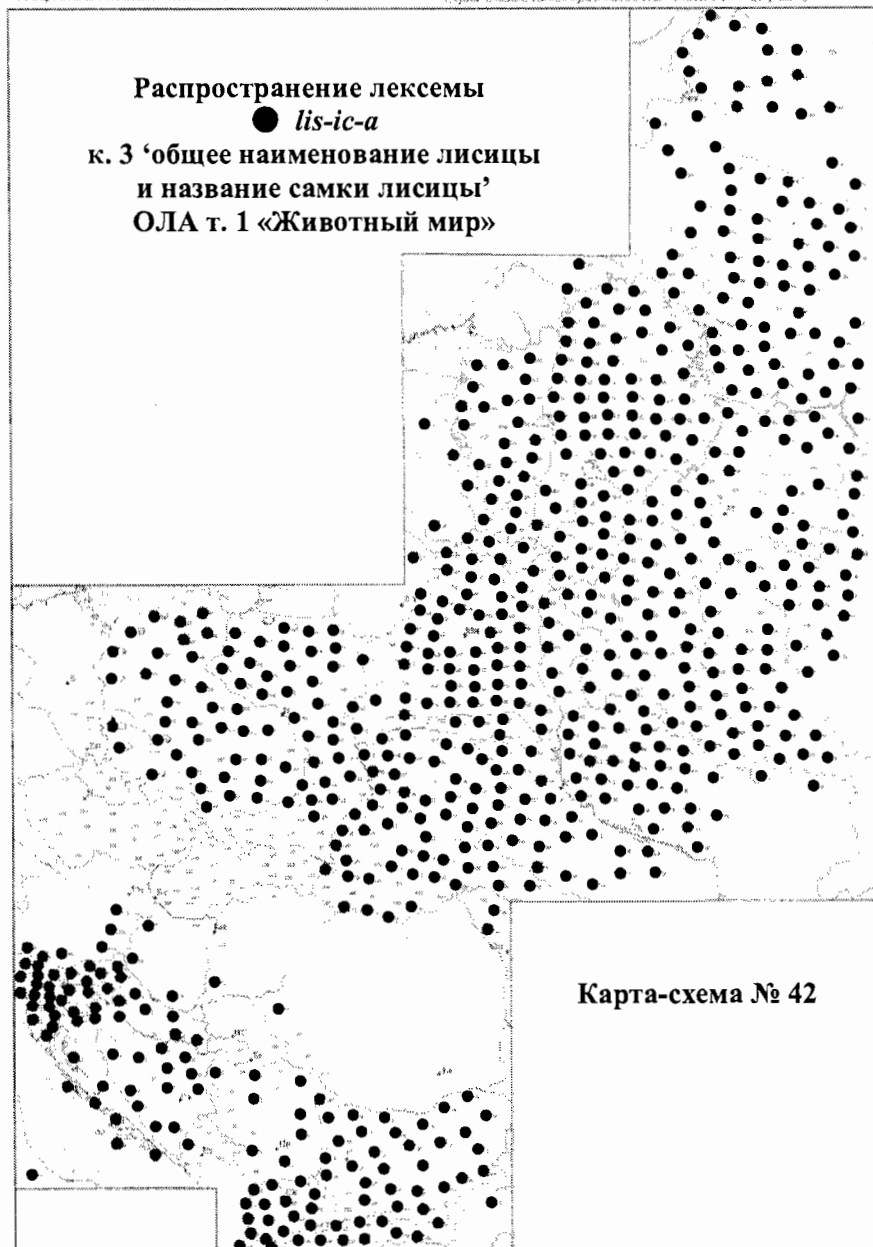 Распространение лексемы
● lis-ic-a
к. 3 ‘общее наименование лисицы
и название самки лисицы’
ОЛА т. 1 «Животный мир»
Карта-схема № 42